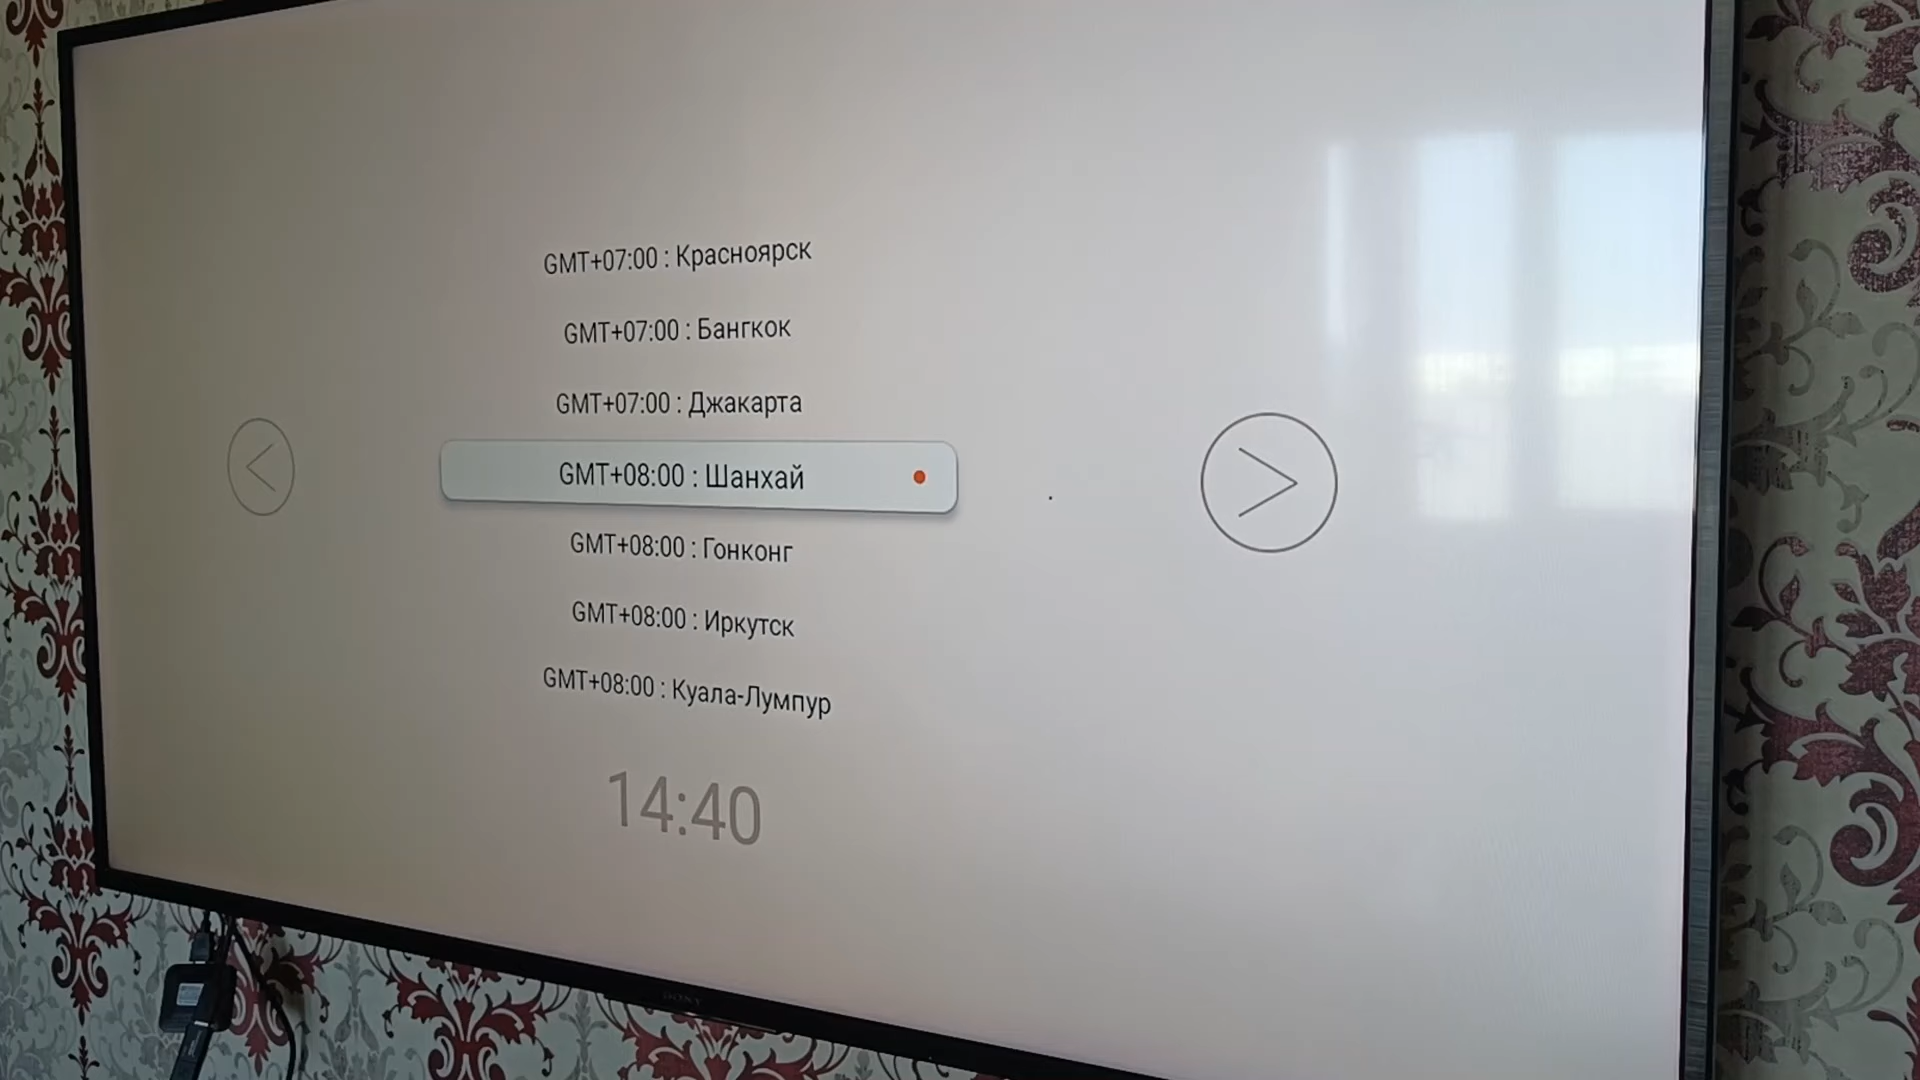 GMT+07:00 : Красноярск
GMT+07:00 : Бангкок
GMT+07:00 : Джакарта
GMT+08:00 : Шанхай
GMT+08:00 : Гонконг
GMT+08:00 : Иркутск
GMT+08:00 : Куала-Лумпур
14:40
SONY